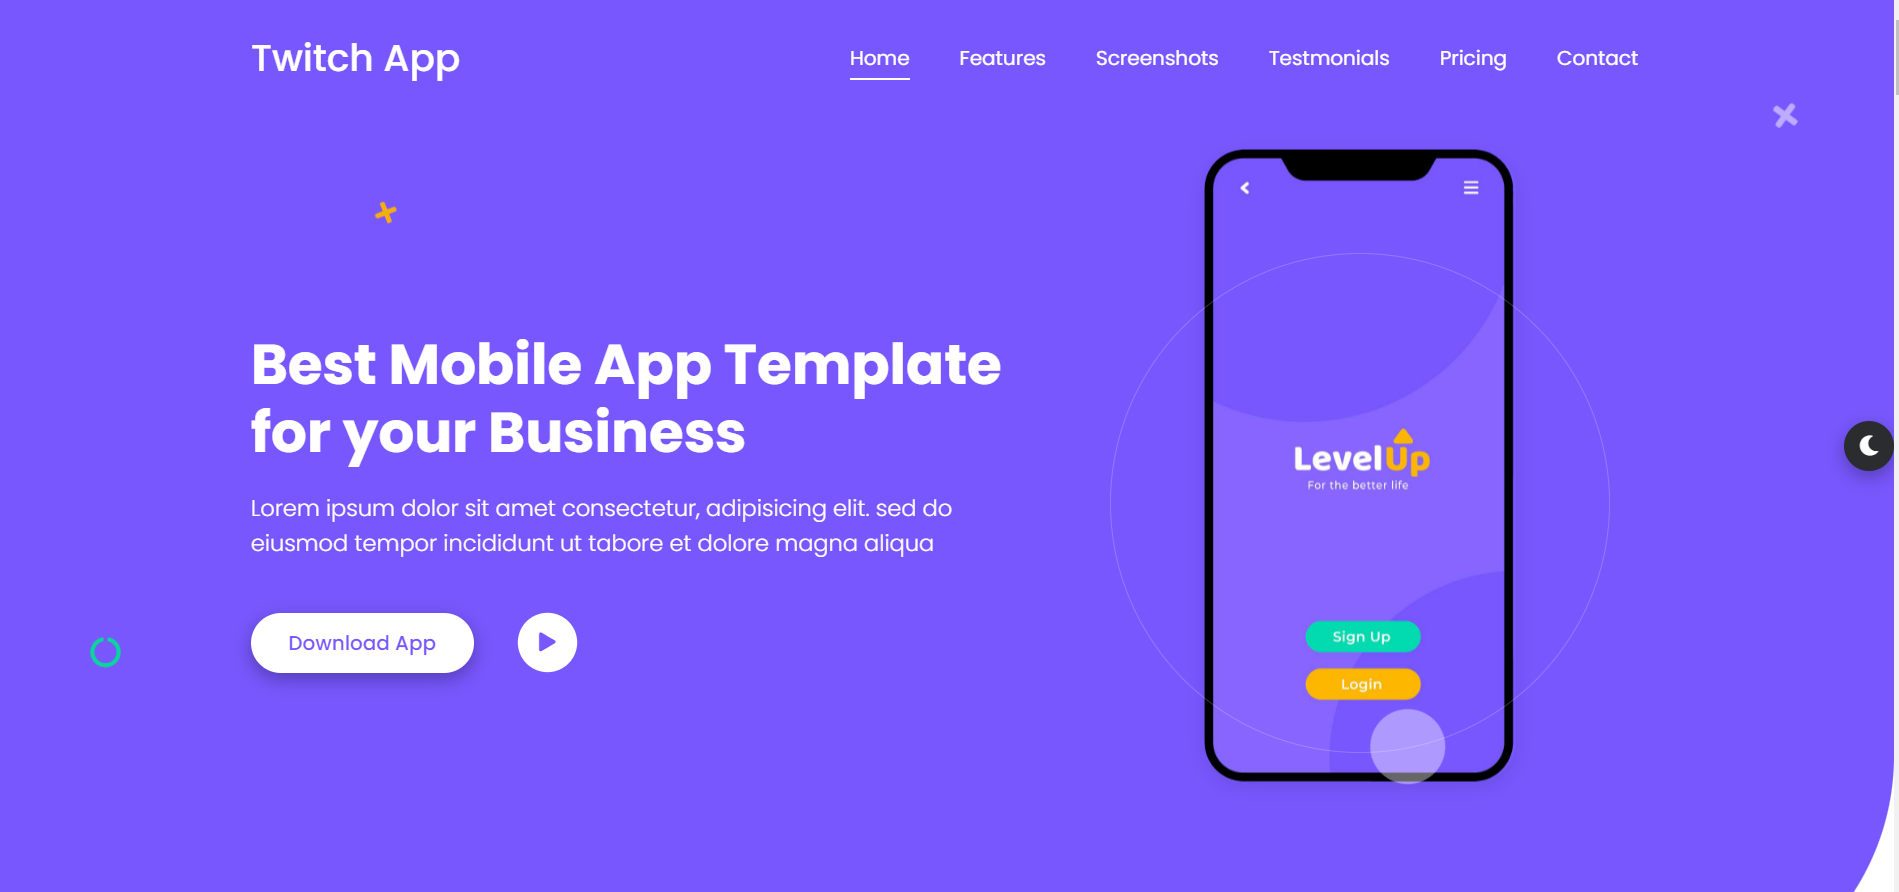 Twitch App
Home Features Screenshots Testmonials Pricing Contact
Best Mobile App Template
for your Business
Lorem ipsum dolor sit amet consectetur, adipisicing elit. sed do
eiusmod tempor incididunt ut tabore et dolore magna aliqua
Download App
LevelUp
For the better life
Sign Up
Login